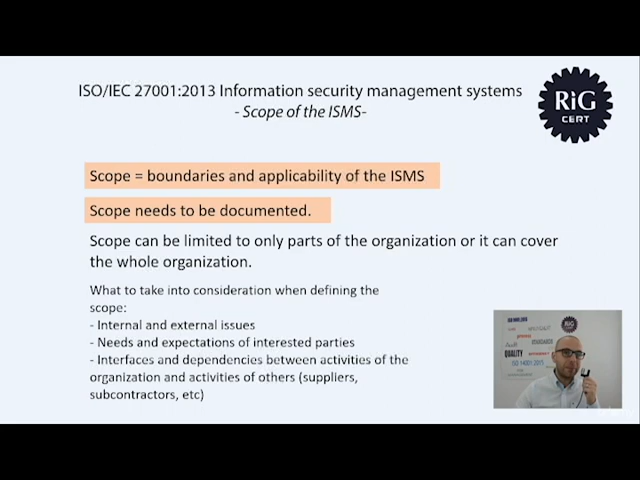 ISO/IEC 27001:2013 Information security management systems
- Scope of the ISMS-
RiG
CERT
Scope = boundaries and applicability of the ISMS
Scope needs to be documented.
Scope can be limited to only parts of the organization or it can cover
the whole organization.
What to take into consideration when defining the
scope:
- Internal and external issues
- Needs and expectations of interested parties
- Interfaces and dependencies between activities of the
organization and activities of others (suppliers,
subcontractors, etc)
RiG
QUALITY
ISO 14001:2015